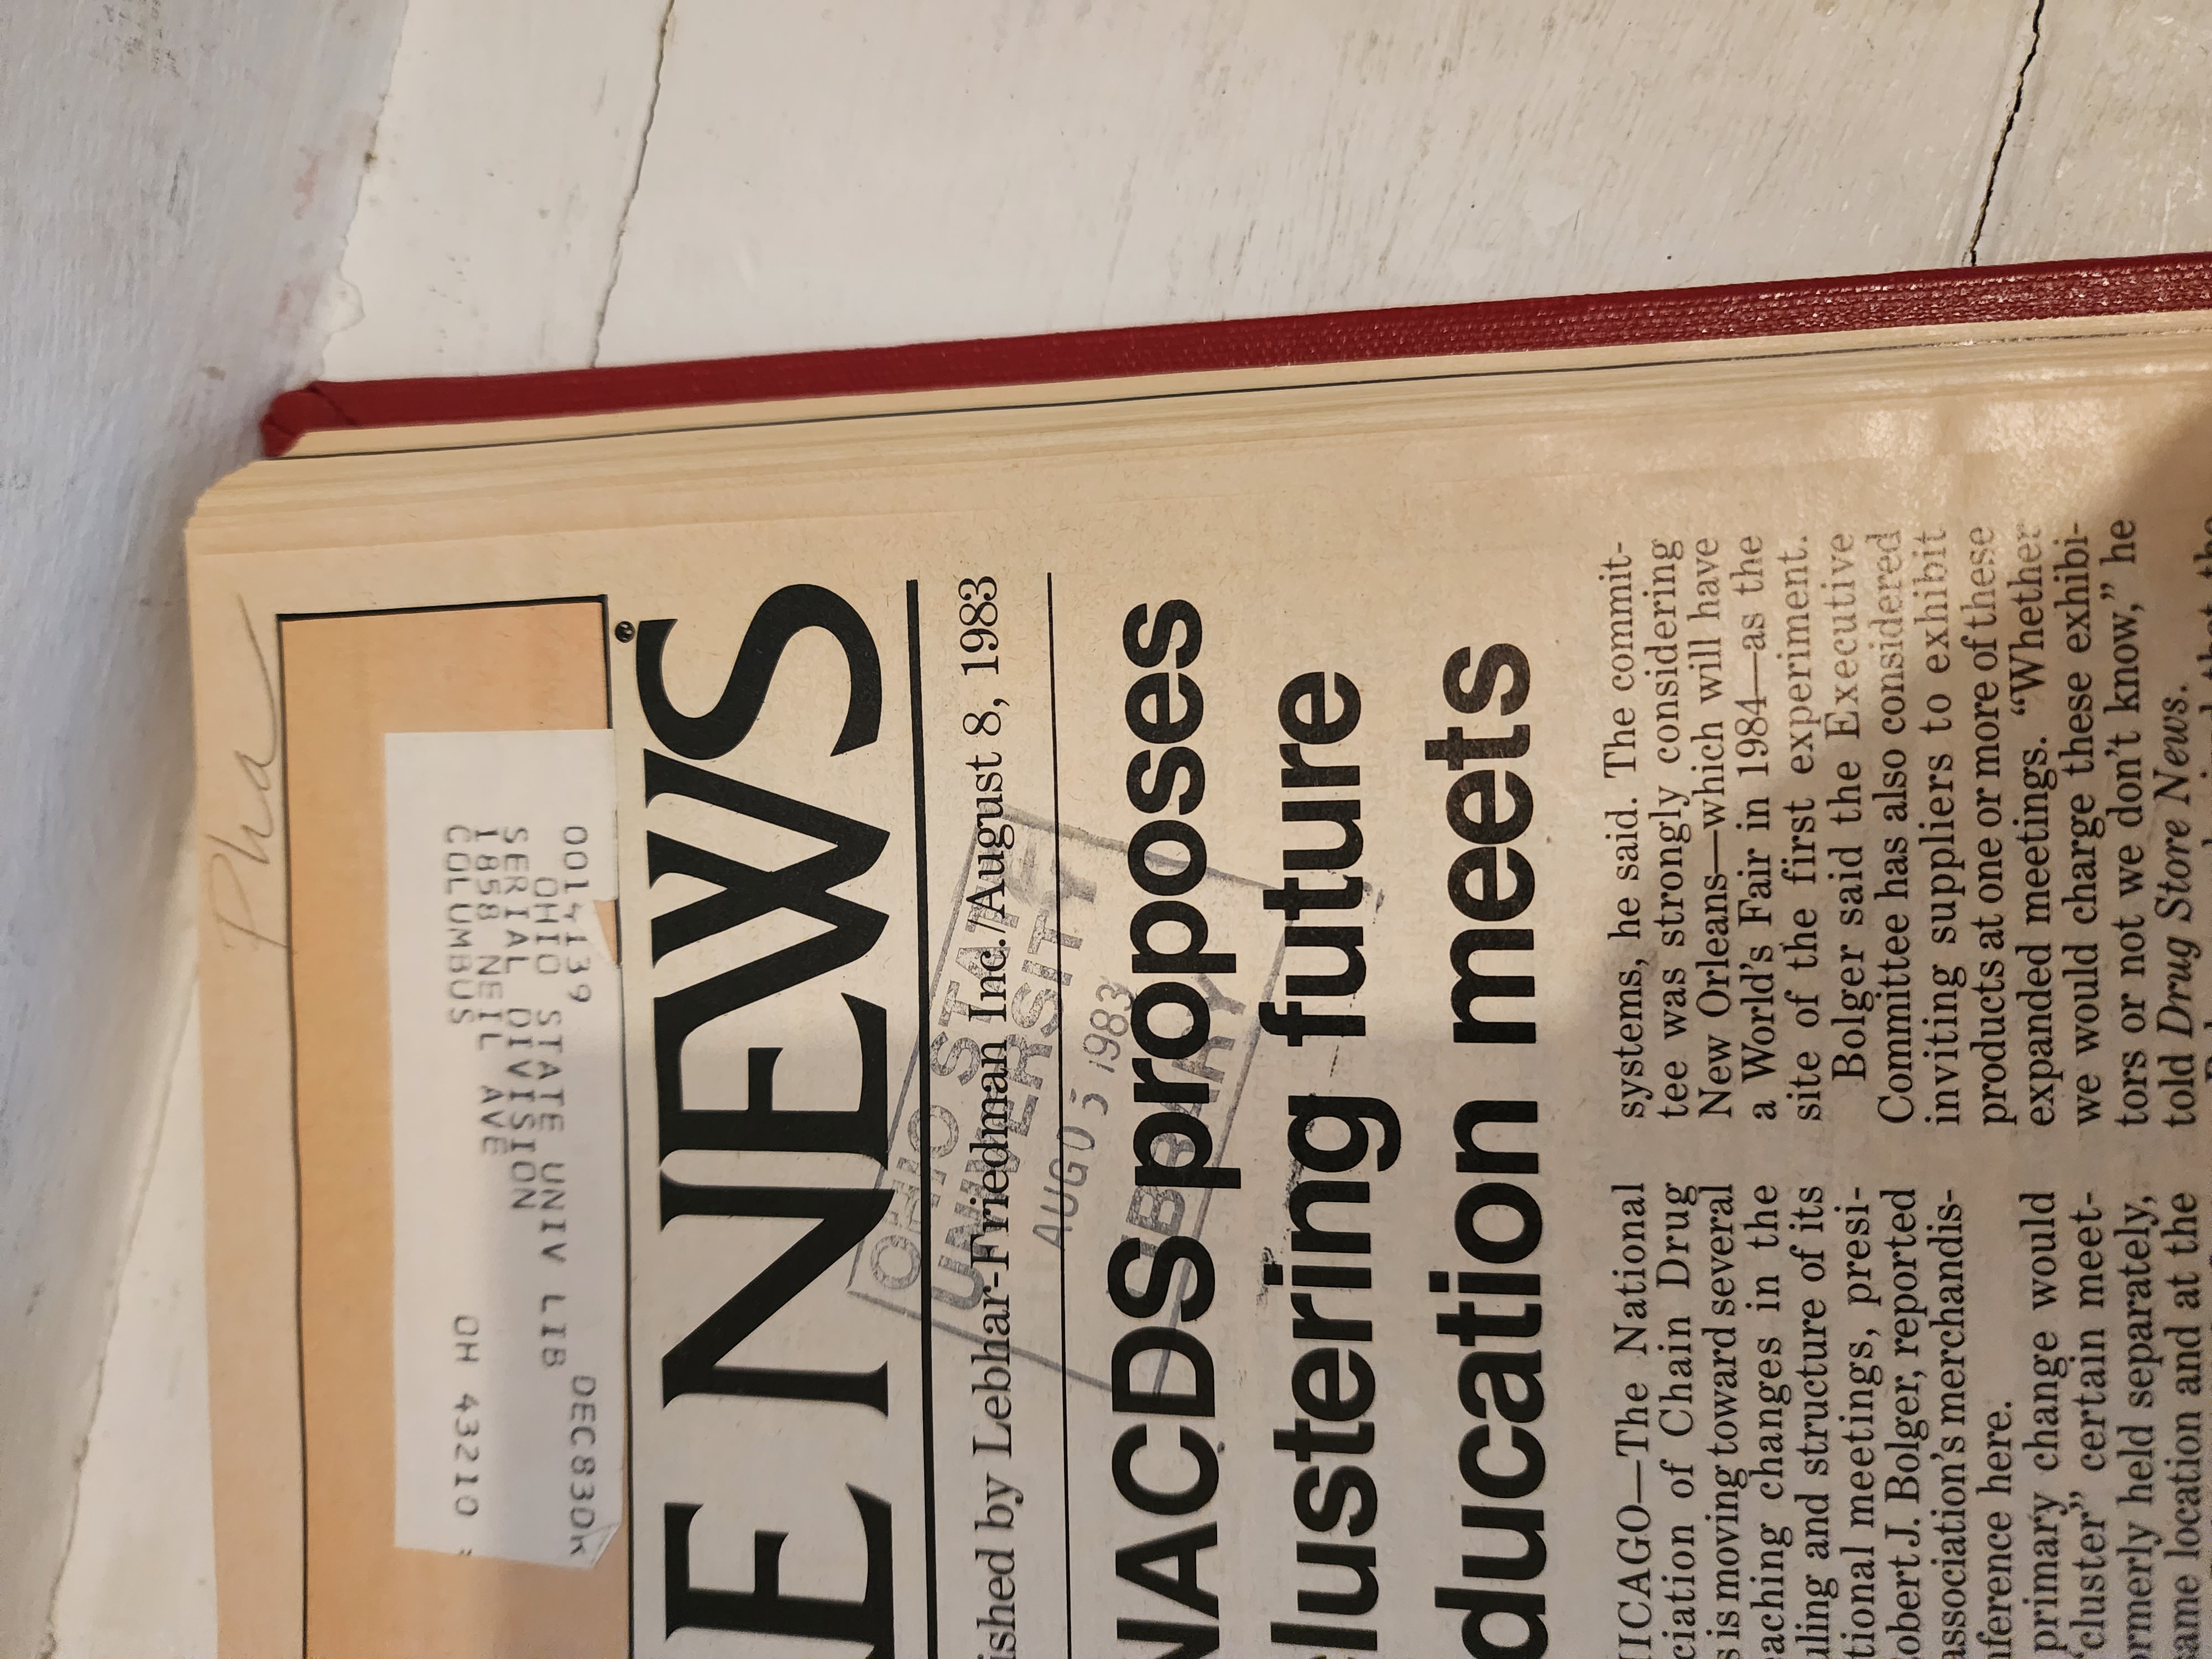 Pha
0014139 DEC83DK
OHIO STATE UNIV LIB
SERIAL DIVISION
1858 NEIL AVE
COLUMBUS OH 43210
E NEWS
ished by Lebhar-Friedman Inc./August 8, 1983
OHIO STATE
UNIVERSITY
AUG 05 1983
LIBRARY
NACDS proposes
clustering future
ducation meets
HICAGO—The National
ciation of Chain Drug
s is moving toward several
eaching changes in the
uling and structure of its
tional meetings, presi-
obert J. Bolger, reported
association's merchandis-
nference here.
primary change would
“cluster” certain meet-
ormerly held separately,
ame location and at the
systems, he said. The commit-
tee was strongly considering
New Orleans—which will have
a World's Fair in 1984—as the
site of the first experiment.
Bolger said the Executive
Committee has also considered
inviting suppliers to exhibit
products at one or more of these
expanded meetings. “Whether
we would charge these exhibi-
tors or not we don't know,” he
told Drug Store News.